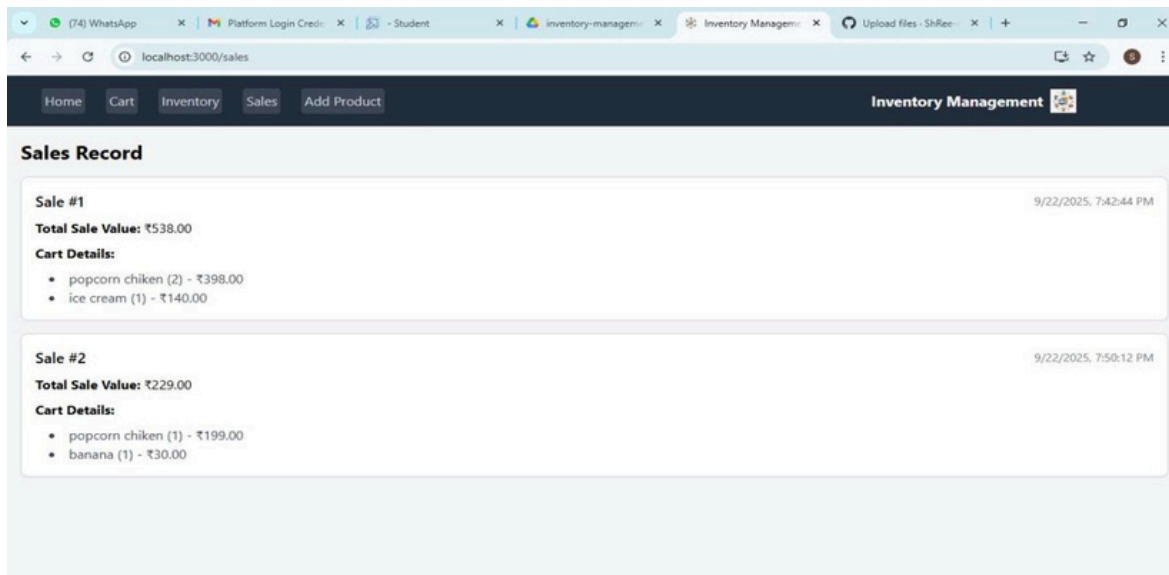 (74) WhatsApp
Platform Login Crede
- Student
inventory-manageme
Inventory Manageme
Upload files · ShRee-
localhost:3000/sales
S
Home Cart Inventory Sales Add Product
Inventory Management
Sales Record
Sale #1
9/22/2025, 7:42:44 PM
Total Sale Value: ₹538.00
Cart Details:
• popcorn chiken (2) - ₹398.00
• ice cream (1) - ₹140.00
Sale #2
9/22/2025, 7:50:12 PM
Total Sale Value: ₹229.00
Cart Details:
• popcorn chiken (1) - ₹199.00
• banana (1) - ₹30.00